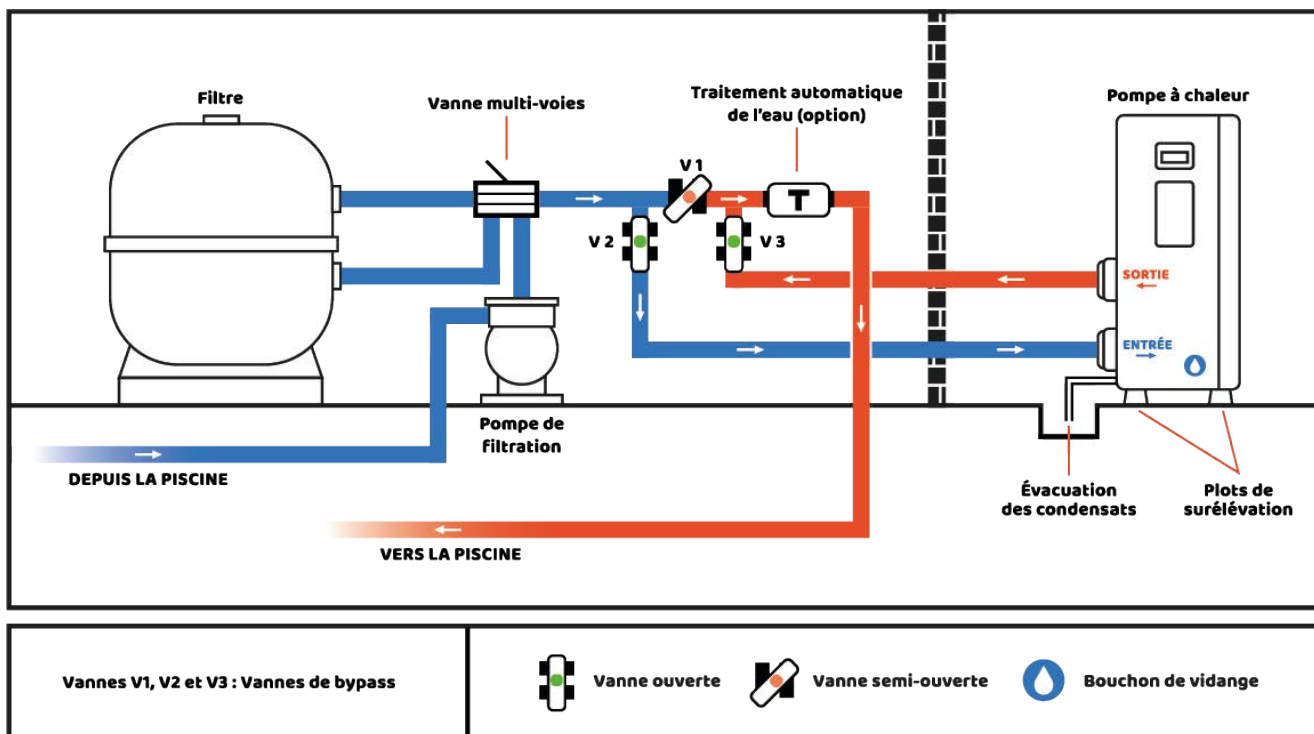 Filtre
Vanne multi-voies
Traitement automatique
de l'eau (option)
Pompe à chaleur
V 1
T
V 2
V 3
SORTIE
ENTRÉE
Pompe de
filtration
DEPUIS LA PISCINE
VERS LA PISCINE
Évacuation
des condensats
Plots de
surélévation
Vannes V1, V2 et V3 : Vannes de bypass
Vanne ouverte
Vanne semi-ouverte
Bouchon de vidange